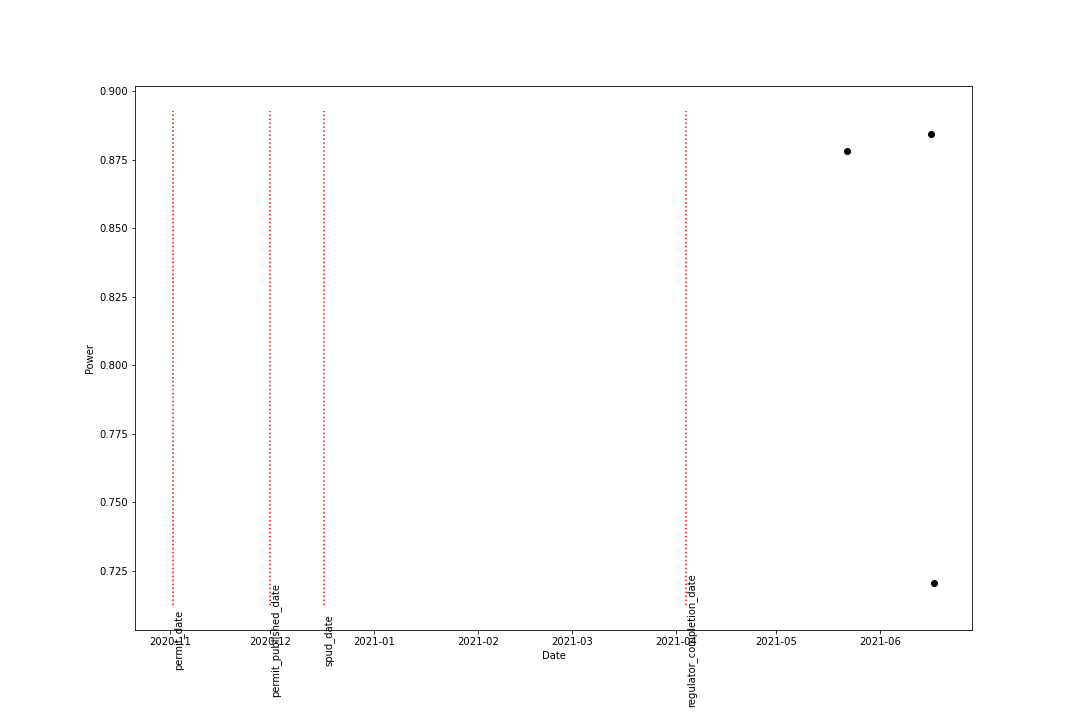 0.900
0.875
0.850
0.825
0.800
0.775
0.750
0.725
Power
2020-11
2020-12
2021-01
2021-02
2021-03
2021-04
2021-05
2021-06
Date
permit_date
permit_published_date
spud_date
regulator_completion_date